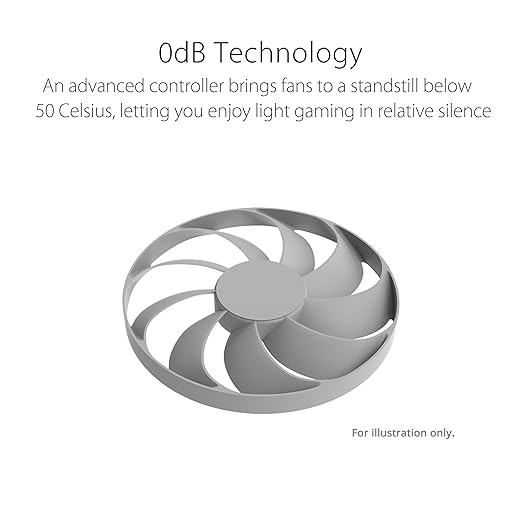 0dB Technology
An advanced controller brings fans to a standstill below
50 Celsius, letting you enjoy light gaming in relative silence
For illustration only.